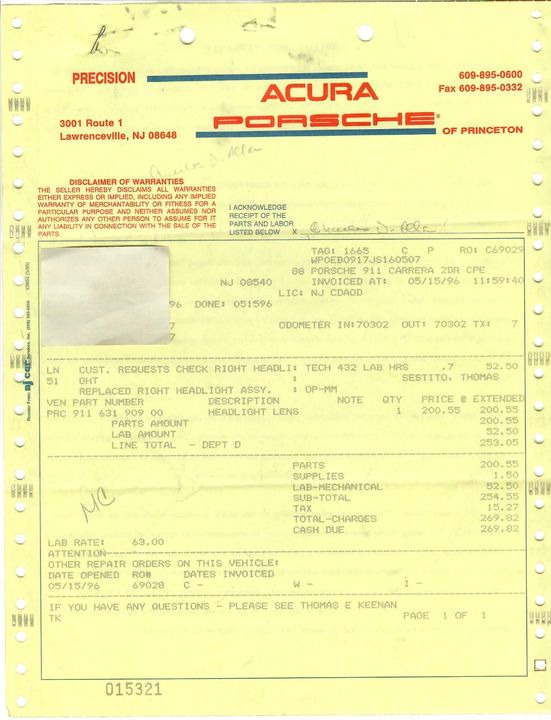 PRECISION
ACURA
609-895-0600
Fax 609-895-0332
3001 Route 1
Lawrenceville, NJ 08648
PORSCHE®
OF PRINCETON
DISCLAIMER OF WARRANTIES
THE SELLER HEREBY DISCLAIMS ALL WARRANTIES
EITHER EXPRESS OR IMPLIED, INCLUDING ANY IMPLIED
WARRANTY OF MERCHANTABILITY OR FITNESS FOR A
PARTICULAR PURPOSE AND NEITHER ASSUMES NOR
AUTHORIZES ANY OTHER PERSON TO ASSUME FOR IT
ANY LIABILITY IN CONNECTION WITH THE SALE OF THE
PARTS.
I ACKNOWLEDGE
RECEIPT OF THE
PARTS AND LABOR
LISTED BELOW X
TAG: 1665 C P RO: C69029
WPOEB0917JS160507
88 PORSCHE 911 CARRERA 2DR CPE
NJ 08540 INVOICED AT: 05/15/96 11:59:40
LIC: NJ CDAOD
96 DONE: 051596
7 ODOMETER IN:70302 OUT: 70302 TX: 7
7
LN CUST. REQUESTS CHECK RIGHT HEADLI: TECH 432 LAB HRS .7 52.50
51 GHT : SESTITO, THOMAS
REPLACED RIGHT HEADLIGHT ASSY. : OP-MM
VEN PART NUMBER DESCRIPTION NOTE QTY PRICE @ EXTENDED
PRC 911 631 909 00 HEADLIGHT LENS 1 200.55 200.55
PARTS AMOUNT 200.55
LAB AMOUNT 52.50
LINE TOTAL - DEPT D 253.05
PARTS 200.55
SUPPLIES 1.50
LAB-MECHANICAL 52.50
SUB-TOTAL 254.55
TAX 15.27
TOTAL-CHARGES 269.82
CASH DUE 269.82
MC
LAB RATE: 63.00
ATTENTION
OTHER REPAIR ORDERS ON THIS VEHICLE:
DATE OPENED RO# DATES INVOICED
05/15/96 69028 C - W - I -
IF YOU HAVE ANY QUESTIONS - PLEASE SEE THOMAS E KEENAN
TK PAGE 1 OF 1
015321